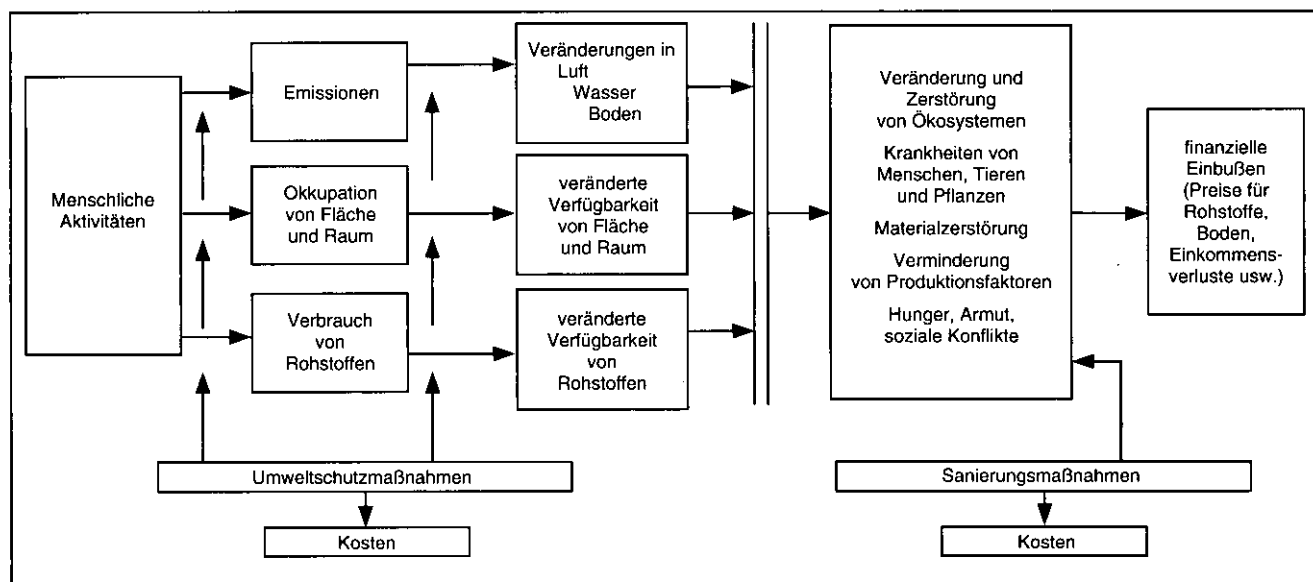 Menschliche
Aktivitäten
Emissionen
Okkupation
von Fläche
und Raum
Verbrauch
von
Rohstoffen
Veränderungen in
Luft
Wasser
Boden
veränderte
Verfügbarkeit
von Fläche
und Raum
veränderte
Verfügbarkeit
von
Rohstoffen
Veränderung und
Zerstörung
von Ökosystemen
Krankheiten von
Menschen, Tieren
und Pflanzen
Materialzerstörung
Verminderung
von Produktionsfaktoren
Hunger, Armut,
soziale Konflikte
finanzielle
Einbußen
(Preise für
Rohstoffe,
Boden,
Einkommens-
verluste usw.)
Umweltschutzmaßnahmen
Kosten
Sanierungsmaßnahmen
Kosten